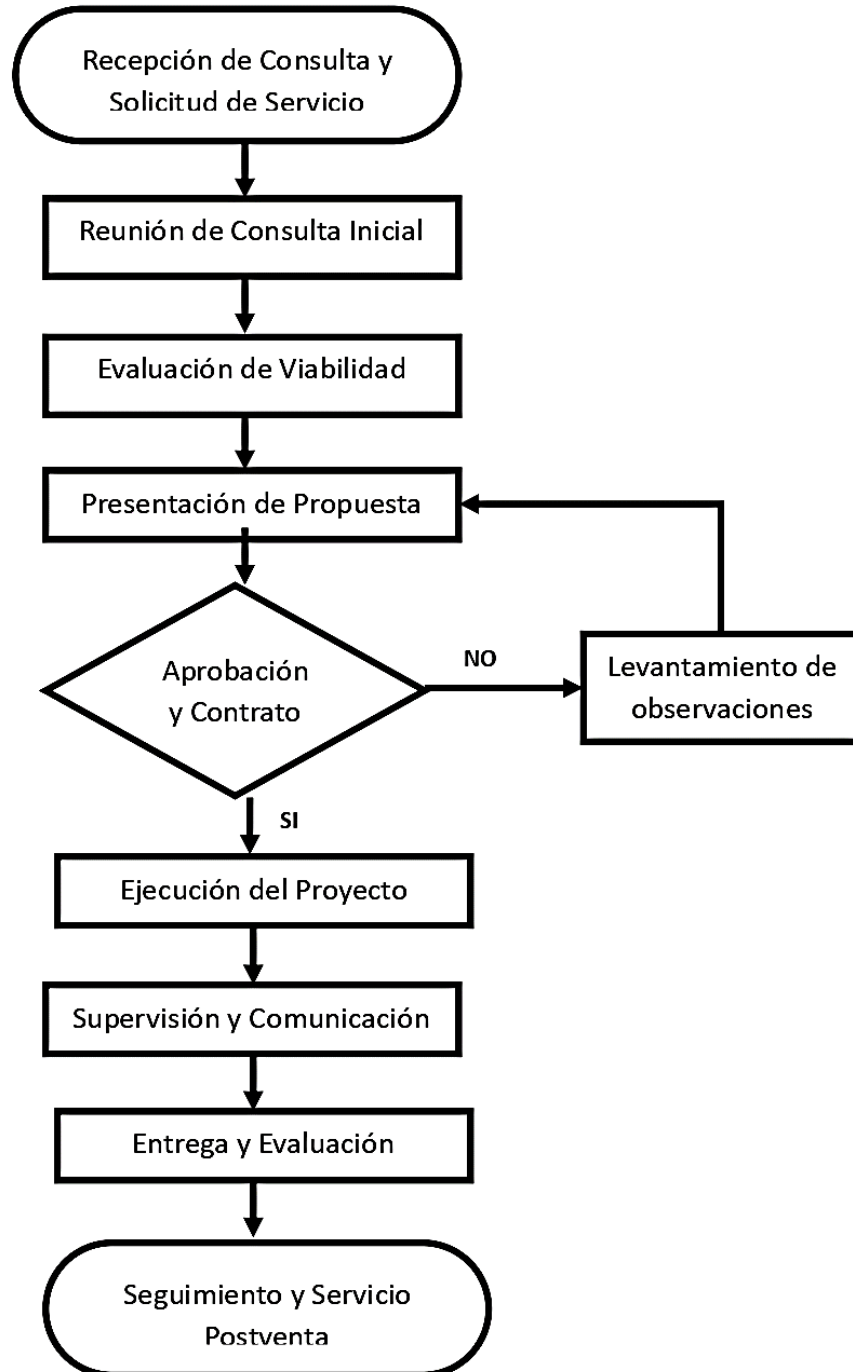 Recepción de Consulta y
Solicitud de Servicio
Reunión de Consulta Inicial
Evaluación de Viabilidad
Presentación de Propuesta
Aprobación
y Contrato
NO
Levantamiento de
observaciones
SI
Ejecución del Proyecto
Supervisión y Comunicación
Entrega y Evaluación
Seguimiento y Servicio
Postventa